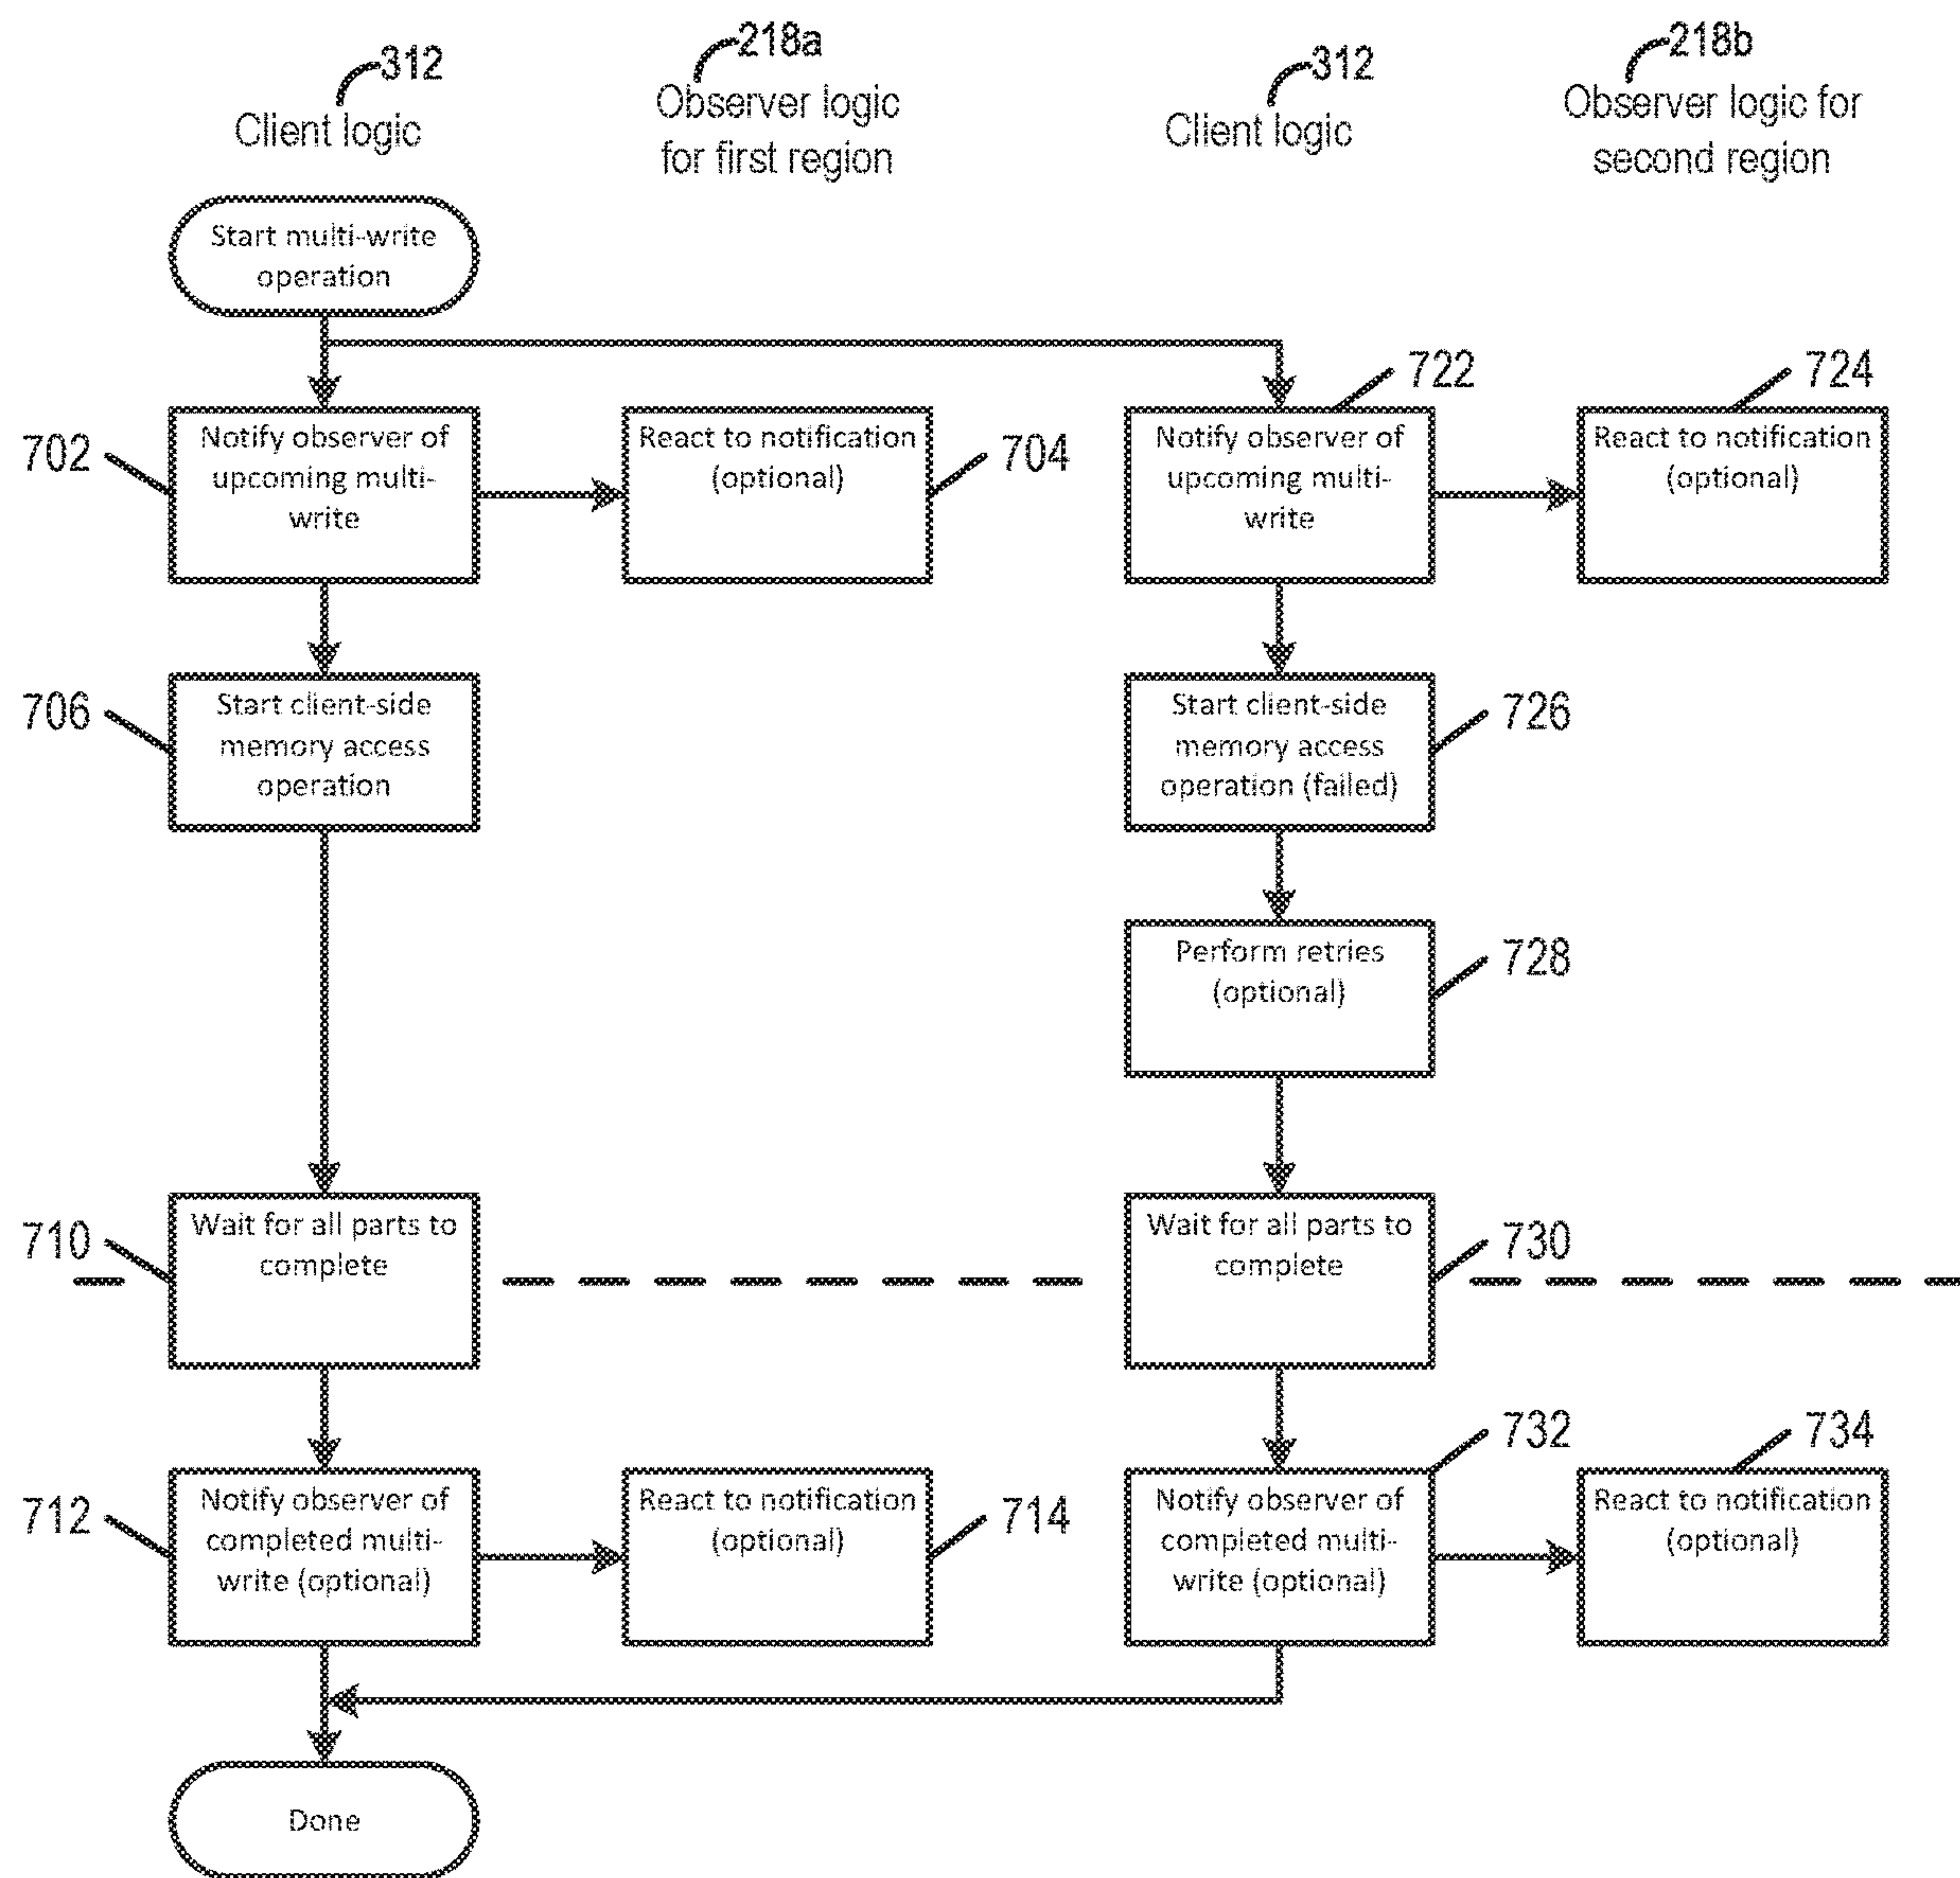 312
Client logic
218a
Observer logic
for first region
312
Client logic
218b
Observer logic for
second region
Start multi-write
operation
702
Notify observer of
upcoming multi-
write
React to notification
(optional)
704
722
Notify observer of
upcoming multi-
write
724
React to notification
(optional)
706
Start client-side
memory access
operation
Start client-side
memory access
operation (failed)
726
Perform retries
(optional)
728
710
Wait for all parts to
complete
Wait for all parts to
complete
730
712
Notify observer of
completed multi-
write (optional)
React to notification
(optional)
714
732
Notify observer of
completed multi-
write (optional)
734
React to notification
(optional)
Done